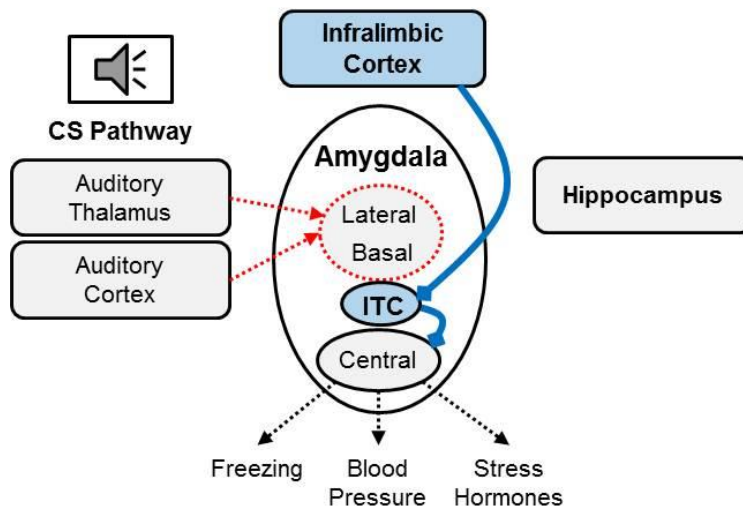 Infralimbic
Cortex
CS Pathway
Auditory
Thalamus
Auditory
Cortex
Amygdala
Lateral
Basal
ITC
Central
Hippocampus
Freezing
Blood
Pressure
Stress
Hormones